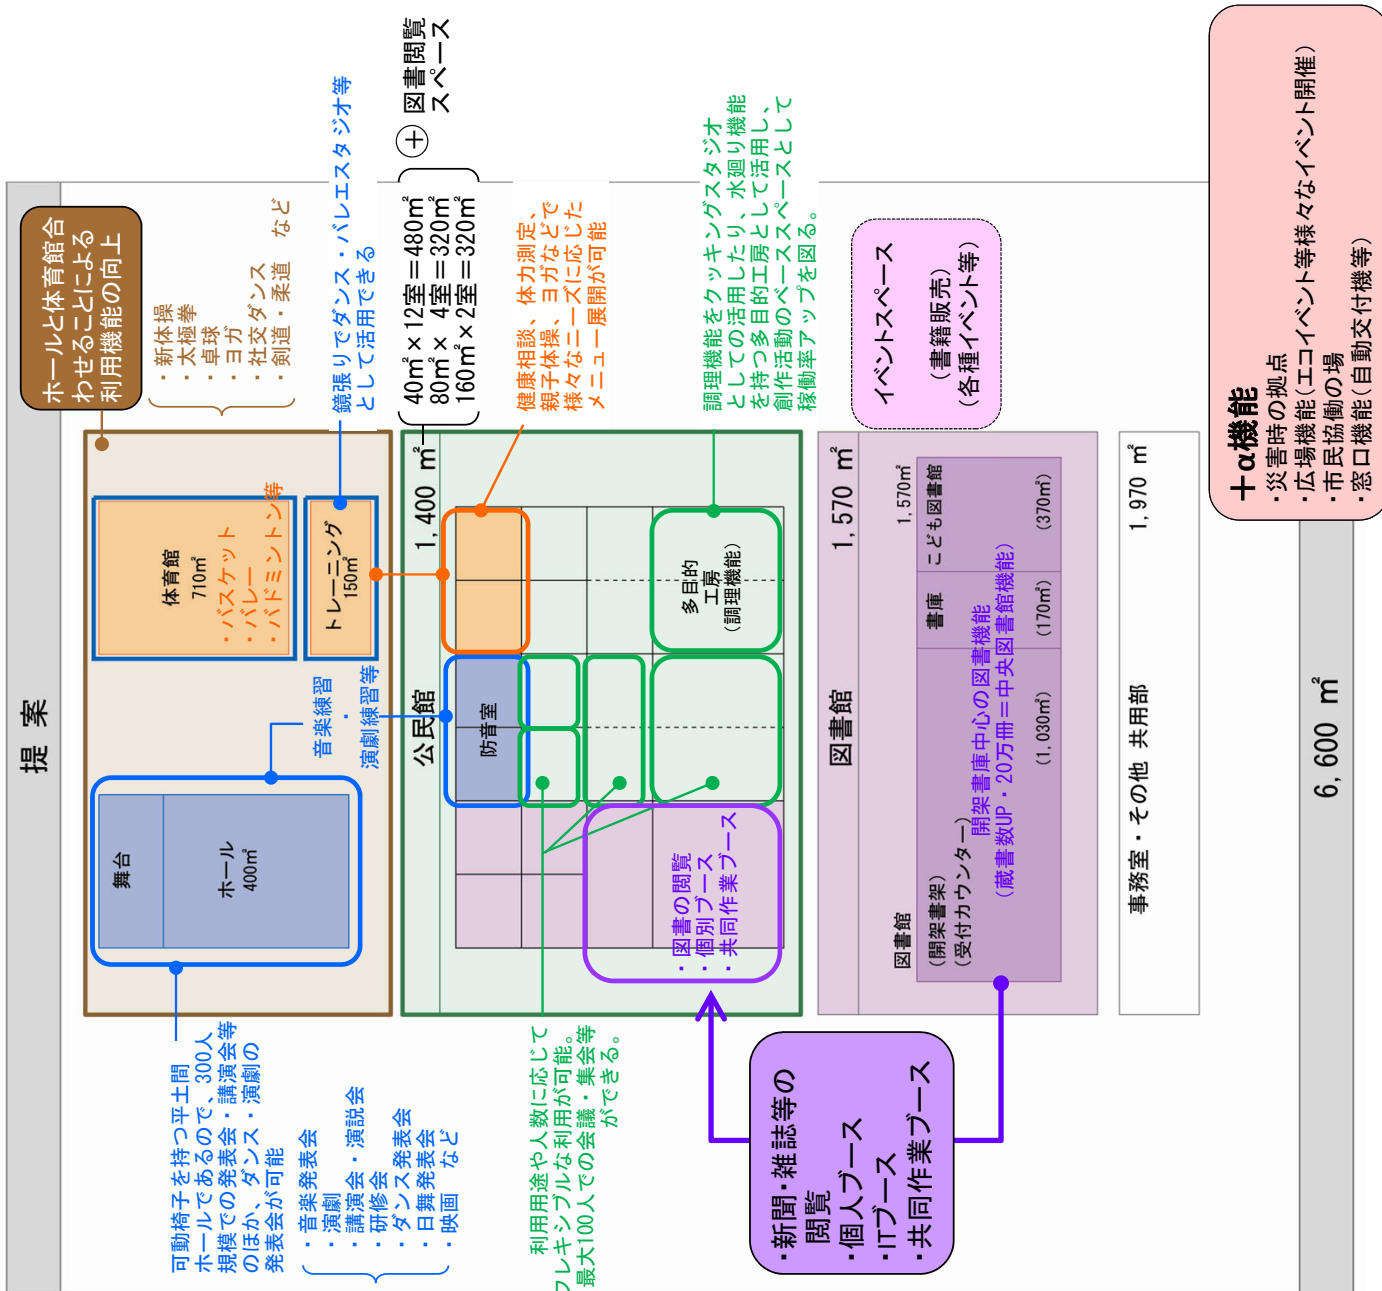 提 案
ホールと体育館合
わせることによる
利用機能の向上
・新体操
・太極拳
・卓球
・ヨガ
・社交ダンス
・剣道・柔道 など
鏡張りでダンス・バレエスタジオ等
として活用できる
体育館
710㎡
・バスケット
・バレー
・バドミントン等
トレーニング
150㎡
音楽練習
・
演劇練習等
舞台
ホール
400㎡
可動椅子を持つ平土間
ホールであるので、300人
規模での発表会・講演会等
のほか、ダンス・演劇の
発表会が可能
・音楽発表会
・演劇
・講演会・演説会
・研修会
・ダンス発表会
・日舞発表会
・映画 など
公民館
1,400 ㎡
40㎡×12室＝480㎡
80㎡× 4室＝320㎡
160㎡×2室＝320㎡
＋
図書閲覧
スペース
健康相談、体力測定、
親子体操、ヨガなどで
様々なニーズに応じた
メニュー展開が可能
防音室
多目的
工房
（調理機能）
調理機能をクッキングスタジオ
としての活用したり、水廻り機能
を持つ多目的工房として活用し、
創作活動のベーススペースとして
稼働率アップを図る。
・図書の閲覧
・個別ブース
・共同作業ブース
利用用途や人数に応じて
フレキシブルな利用が可能。
最大100人での会議・集会等
ができる。
図書館
1,570 ㎡
図書館
（開架書架）
（受付カウンター）
1,570㎡
書庫
こども図書館
開架書庫中心の図書機能
（蔵書数UP・20万冊＝中央図書館機能）
（1,030㎡）
（170㎡）
（370㎡）
イベントスペース
（書籍販売）
（各種イベント等）
・新聞・雑誌等の
閲覧
・個人ブース
・ITブース
・共同作業ブース
事務室・その他 共用部
1,970 ㎡
6,600 ㎡
＋α機能
・災害時の拠点
・広場機能（エコイベント等様々なイベント開催）
・市民協働の場
・窓口機能（自動交付機等）